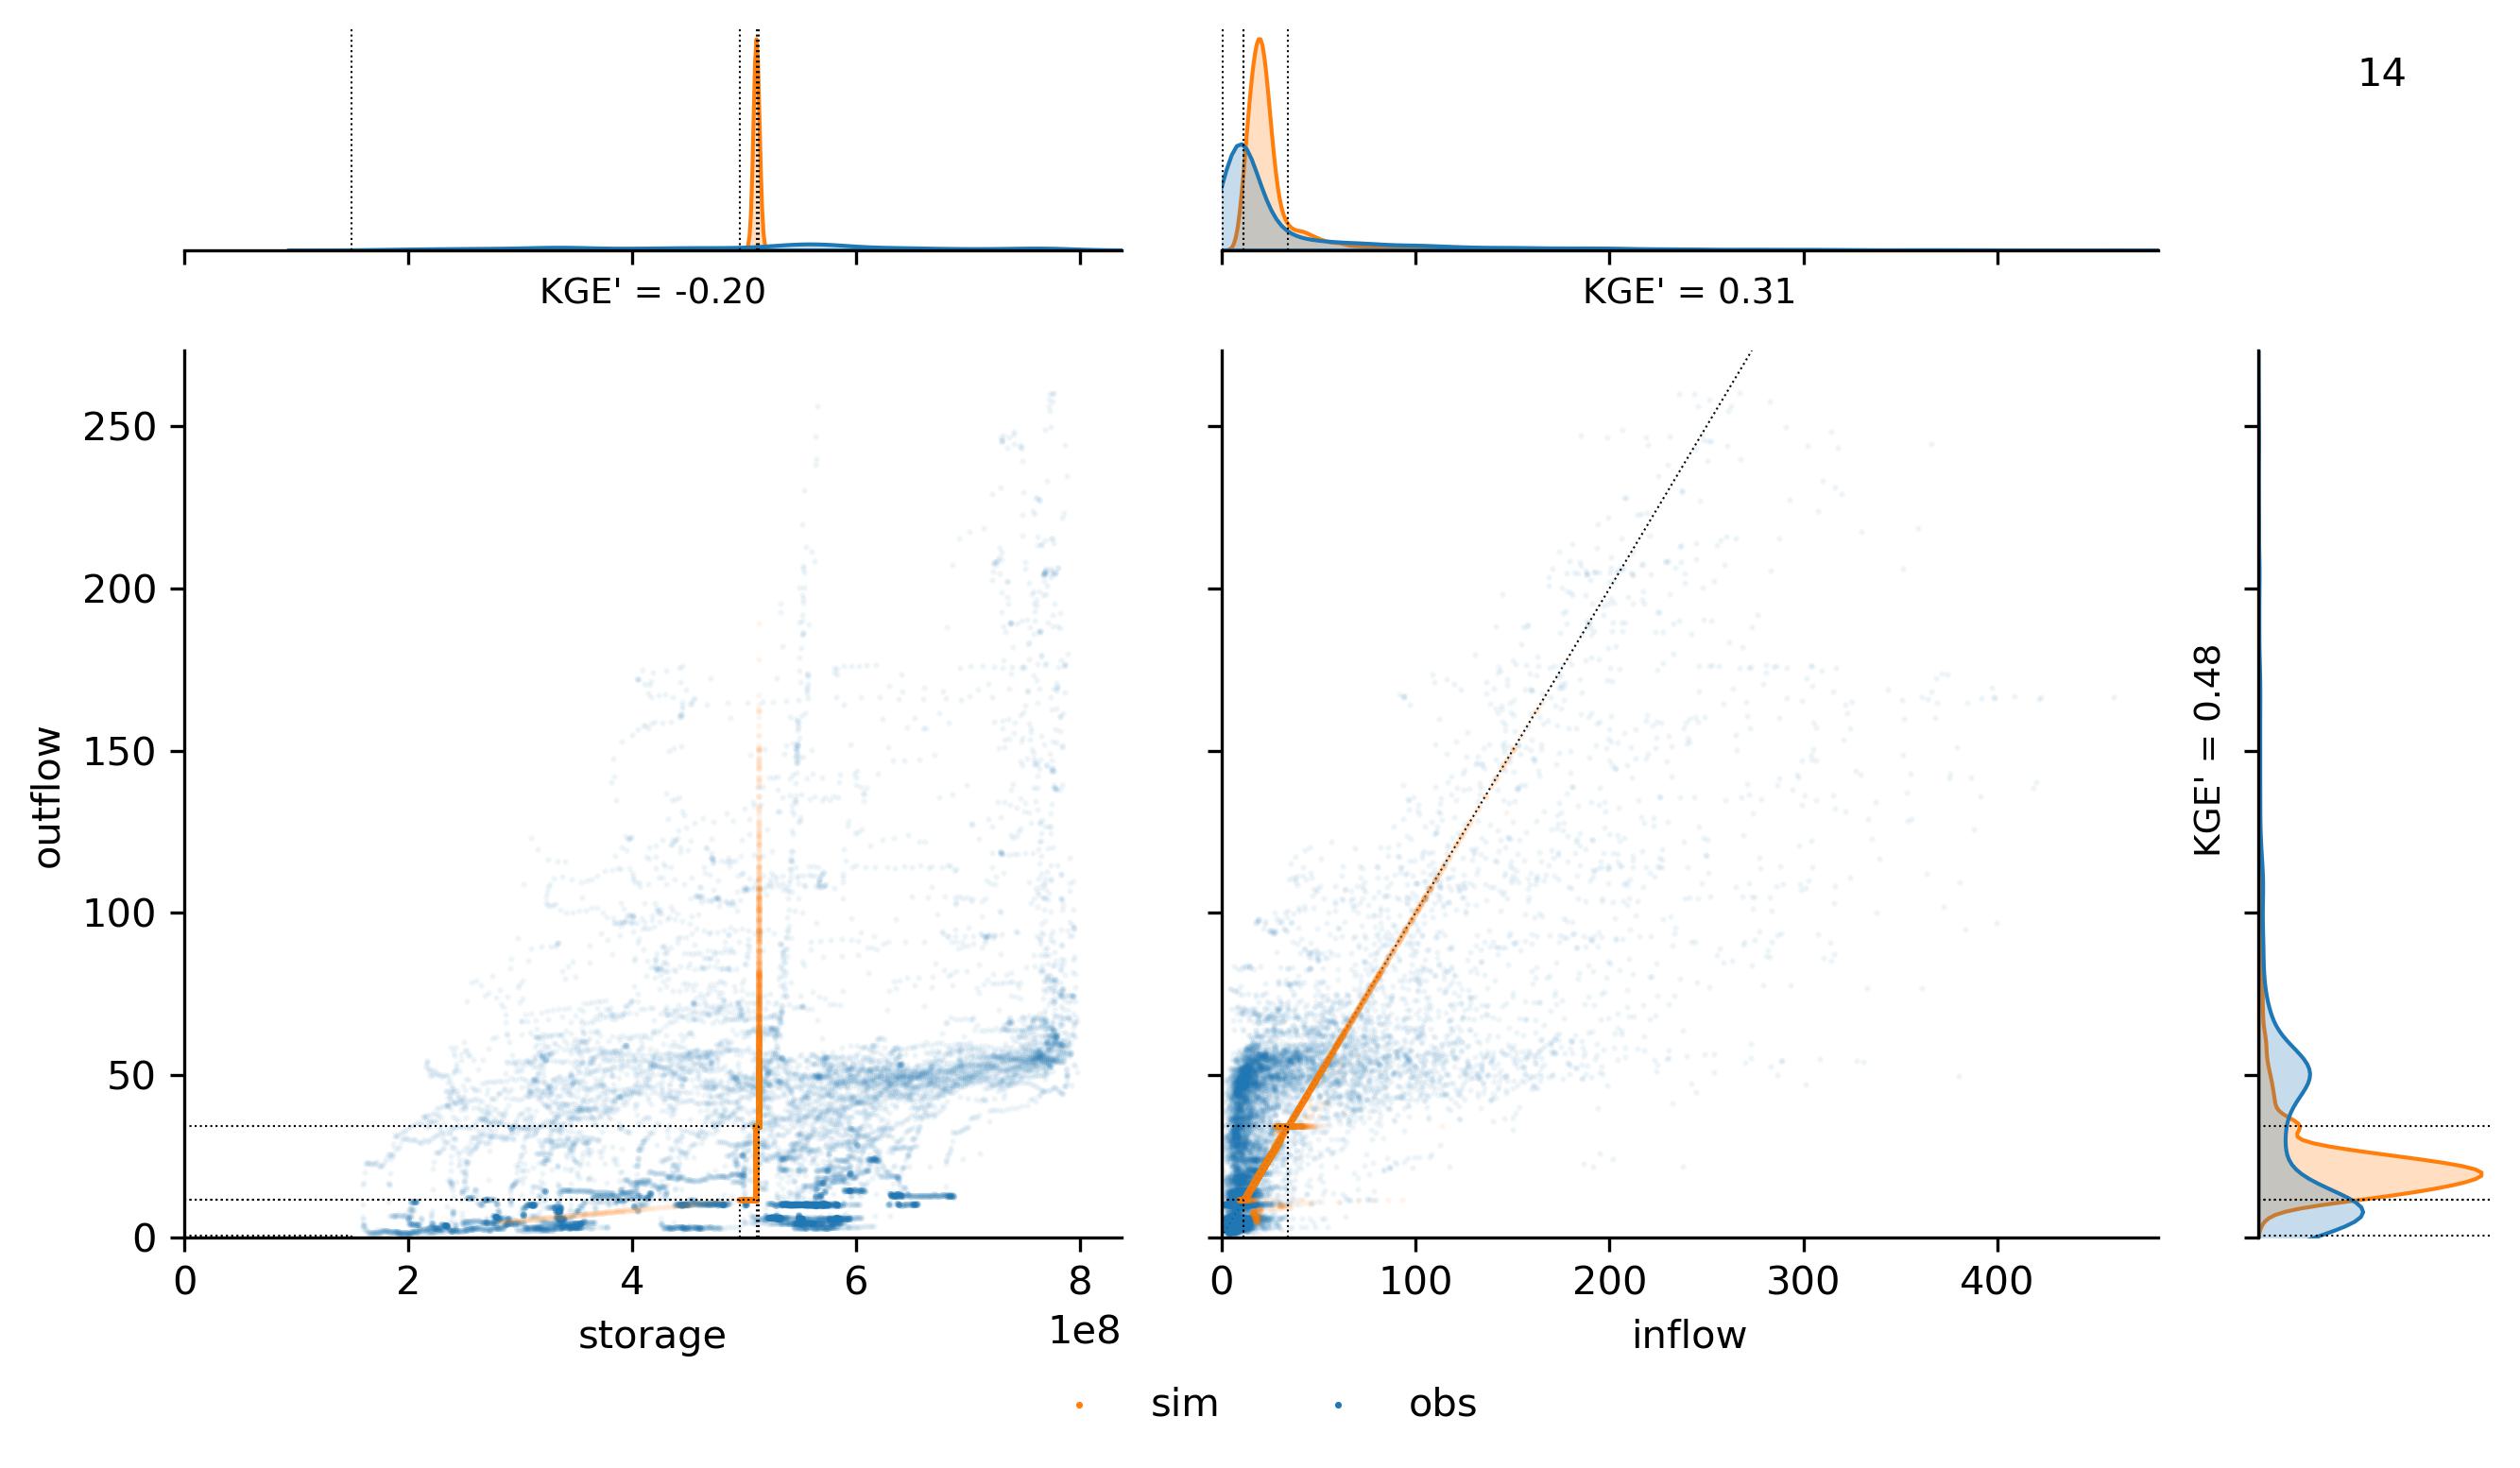 14
KGE' = -0.20
KGE' = 0.31
250
200
150
100
50
0
outflow
KGE' = 0.48
0 2 4 6 8
1e8
storage
0 100 200 300 400
inflow
sim obs